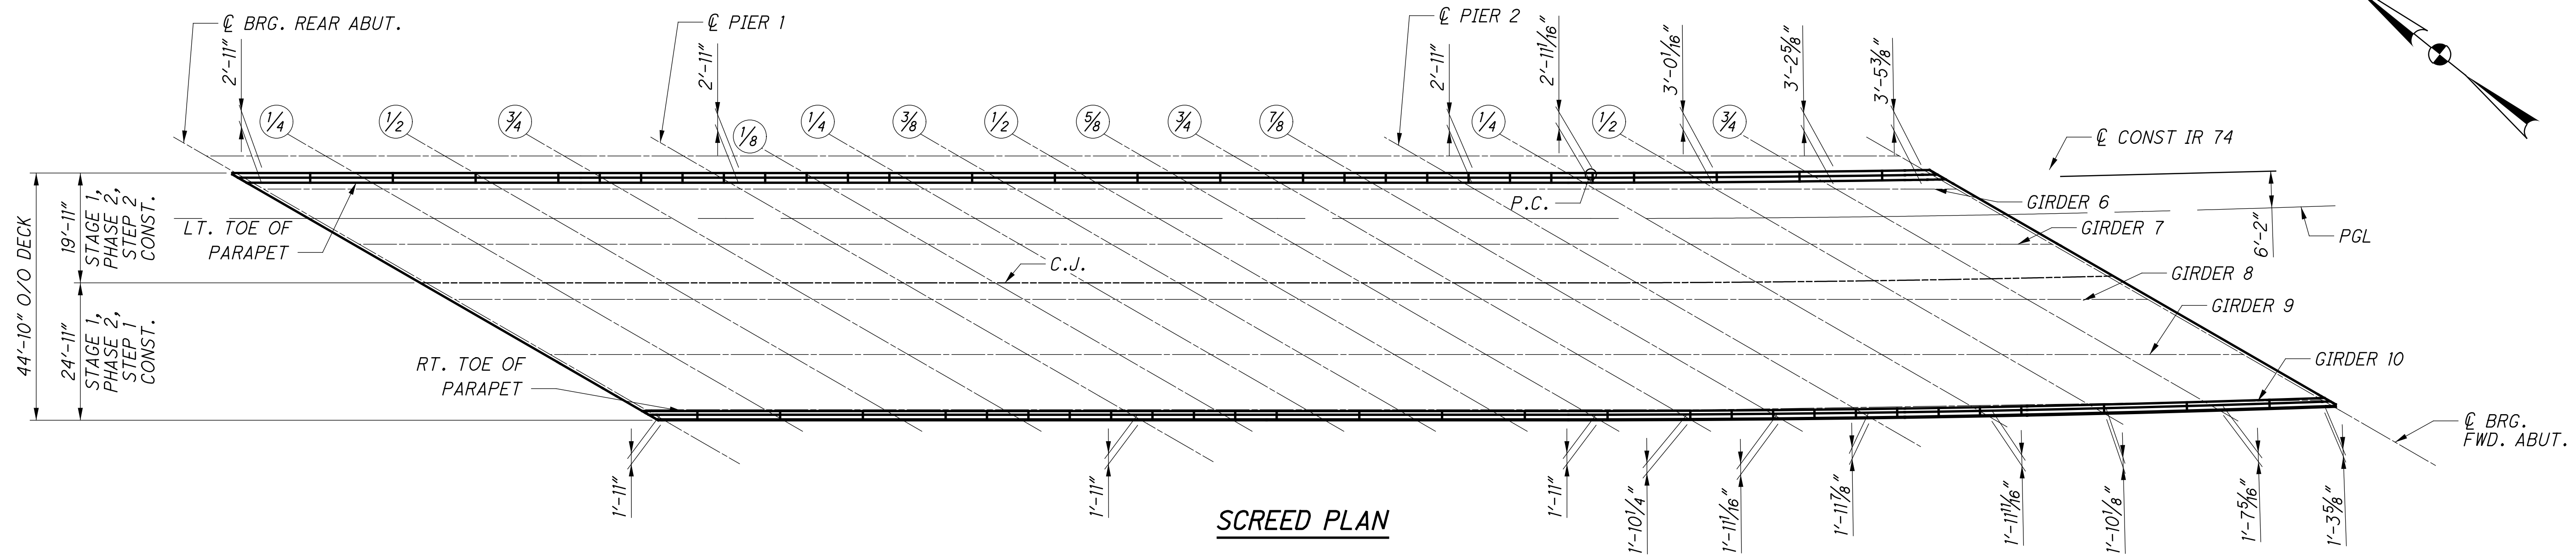 ℄ BRG. REAR ABUT.
℄ PIER 1
℄ PIER 2
2'-11"
2'-11"
2'-11"
2'-11 1/16"
3'-0 1/16"
3'-2 5/8"
3'-5 3/8"
1/4
1/2
3/4
1/8
1/4
3/8
1/2
5/8
3/4
7/8
1/4
1/2
3/4
℄ CONST IR 74
44'-10" O/O DECK
19'-11"
STAGE 1,
PHASE 2,
STEP 2
CONST.
24'-11"
STAGE 1,
PHASE 2,
STEP 1
CONST.
LT. TOE OF
PARAPET
P.C.
C.J.
GIRDER 6
GIRDER 7
GIRDER 8
GIRDER 9
GIRDER 10
6'-2"
PGL
RT. TOE OF
PARAPET
℄ BRG.
FWD. ABUT.
1'-11"
1'-11"
1'-11"
1'-10 1/4"
1'-11 1/16"
1'-11 7/8"
1'-11 11/16"
1'-10 1/8"
1'-7 5/16"
1'-3 5/8"
SCREED PLAN